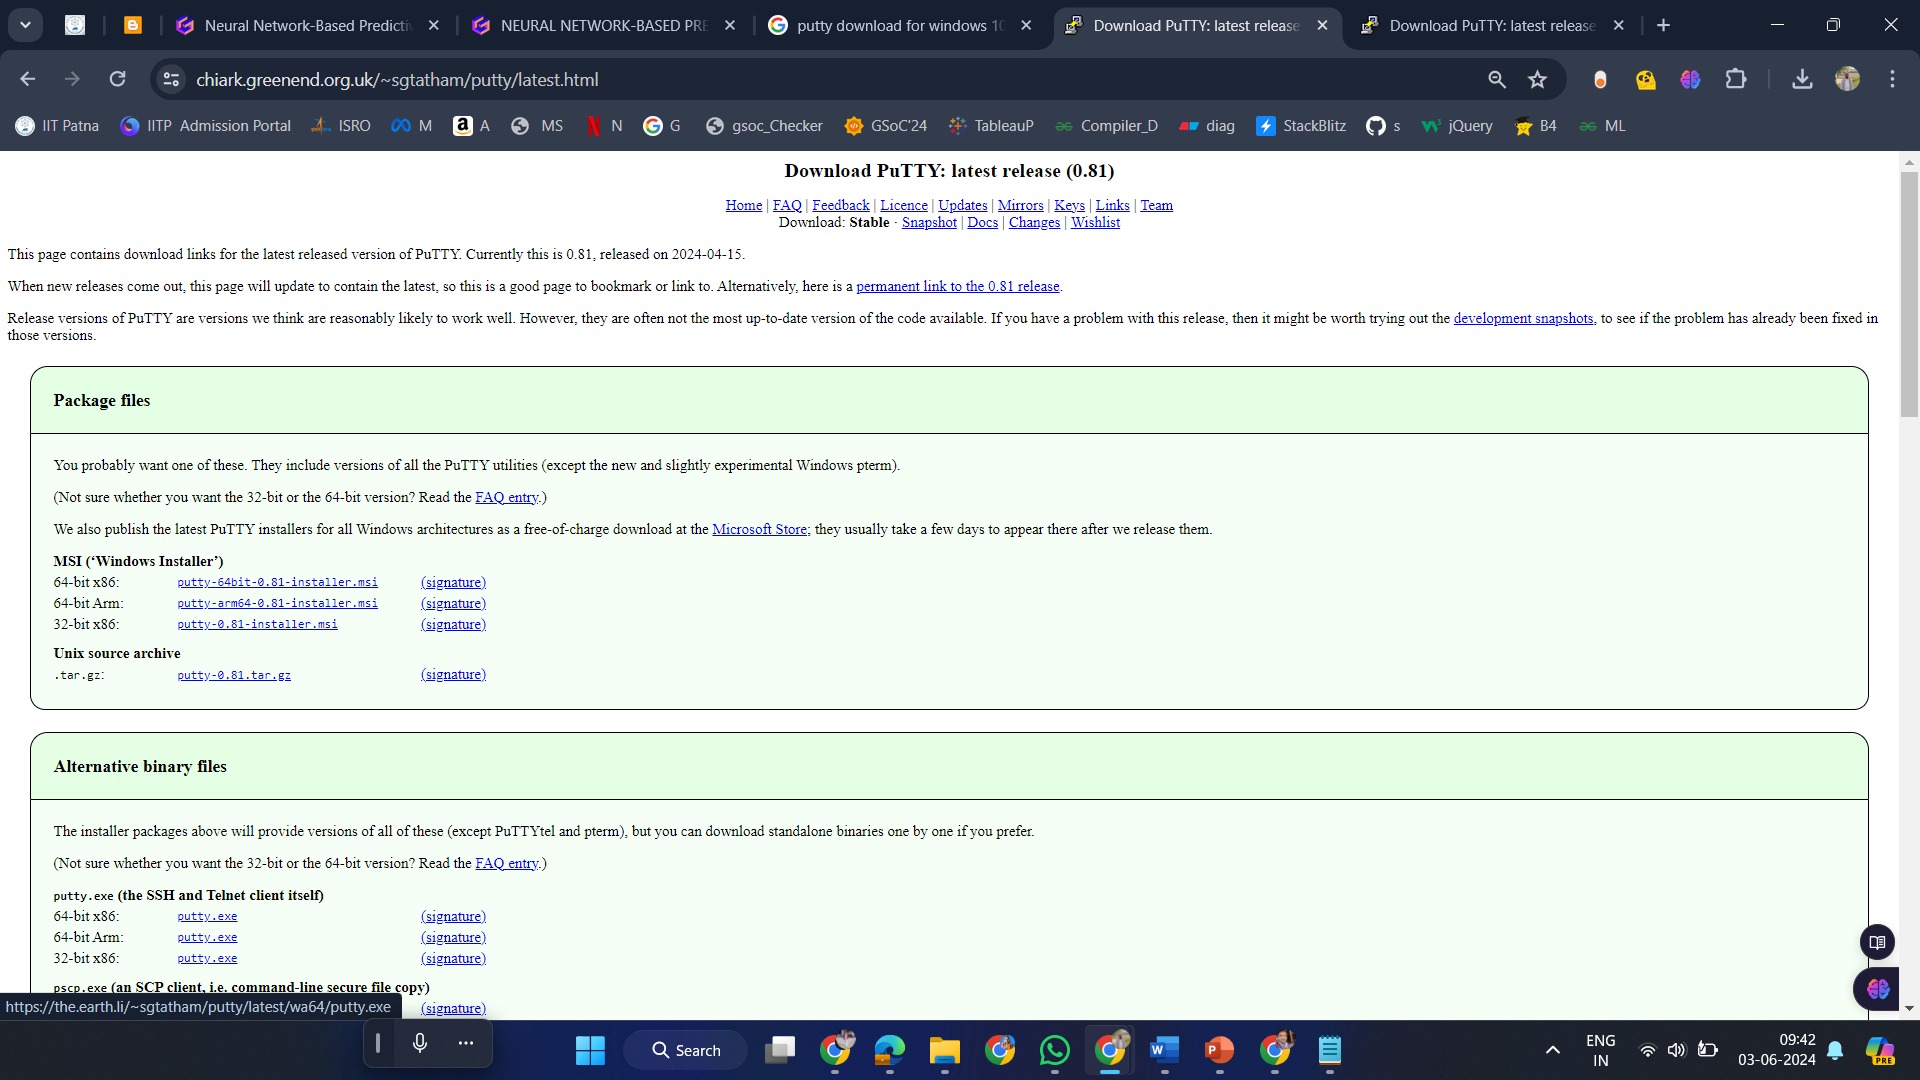 Neural Network-Based Predicti
NEURAL NETWORK-BASED PRE
putty download for windows 10
Download PuTTY: latest release
Download PuTTY: latest release
chiark.greenend.org.uk/~sgtatham/putty/latest.html
IIT Patna
IITP Admission Portal
ISRO
M
A
MS
N
G
gsoc_Checker
GSoC'24
TableauP
Compiler_D
diag
StackBlitz
s
jQuery
B4
ML
Download PuTTY: latest release (0.81)
Home | FAQ | Feedback | Licence | Updates | Mirrors | Keys | Links | Team
Download: Stable · Snapshot | Docs | Changes | Wishlist
This page contains download links for the latest released version of PuTTY. Currently this is 0.81, released on 2024-04-15.
When new releases come out, this page will update to contain the latest, so this is a good page to bookmark or link to. Alternatively, here is a permanent link to the 0.81 release.
Release versions of PuTTY are versions we think are reasonably likely to work well. However, they are often not the most up-to-date version of the code available. If you have a problem with this release, then it might be worth trying out the development snapshots, to see if the problem has already been fixed in
those versions.
Package files
You probably want one of these. They include versions of all the PuTTY utilities (except the new and slightly experimental Windows pterm).
(Not sure whether you want the 32-bit or the 64-bit version? Read the FAQ entry.)
We also publish the latest PuTTY installers for all Windows architectures as a free-of-charge download at the Microsoft Store; they usually take a few days to appear there after we release them.
MSI (‘Windows Installer’)
64-bit x86: putty-64bit-0.81-installer.msi (signature)
64-bit Arm: putty-arm64-0.81-installer.msi (signature)
32-bit x86: putty-0.81-installer.msi (signature)
Unix source archive
.tar.gz: putty-0.81.tar.gz (signature)
Alternative binary files
The installer packages above will provide versions of all of these (except PuTTYtel and pterm), but you can download standalone binaries one by one if you prefer.
(Not sure whether you want the 32-bit or the 64-bit version? Read the FAQ entry.)
putty.exe (the SSH and Telnet client itself)
64-bit x86: putty.exe (signature)
64-bit Arm: putty.exe (signature)
32-bit x86: putty.exe (signature)
pscp.exe (an SCP client, i.e. command-line secure file copy)
(signature)
https://the.earth.li/~sgtatham/putty/latest/wa64/putty.exe
Search
ENG
IN
09:42
03-06-2024
PRE